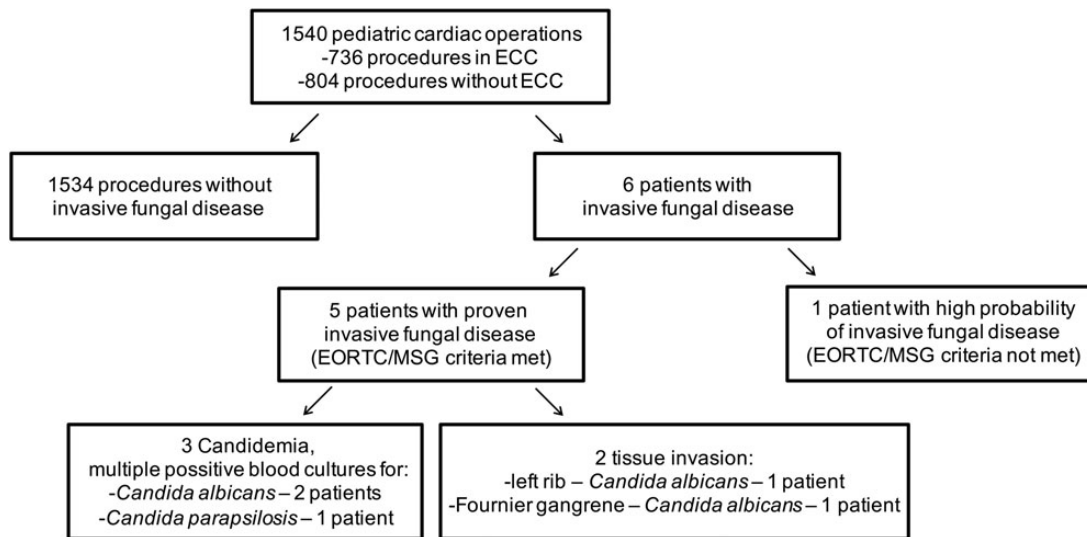 1540 pediatric cardiac operations
-736 procedures in ECC
-804 procedures without ECC
1534 procedures without
invasive fungal disease
6 patients with
invasive fungal disease
5 patients with proven
invasive fungal disease
(EORTC/MSG criteria met)
1 patient with high probability
of invasive fungal disease
(EORTC/MSG criteria not met)
3 Candidemia,
multiple possitive blood cultures for:
-Candida albicans – 2 patients
-Candida parapsilosis – 1 patient
2 tissue invasion:
-left rib – Candida albicans – 1 patient
-Fournier gangrene – Candida albicans – 1 patient